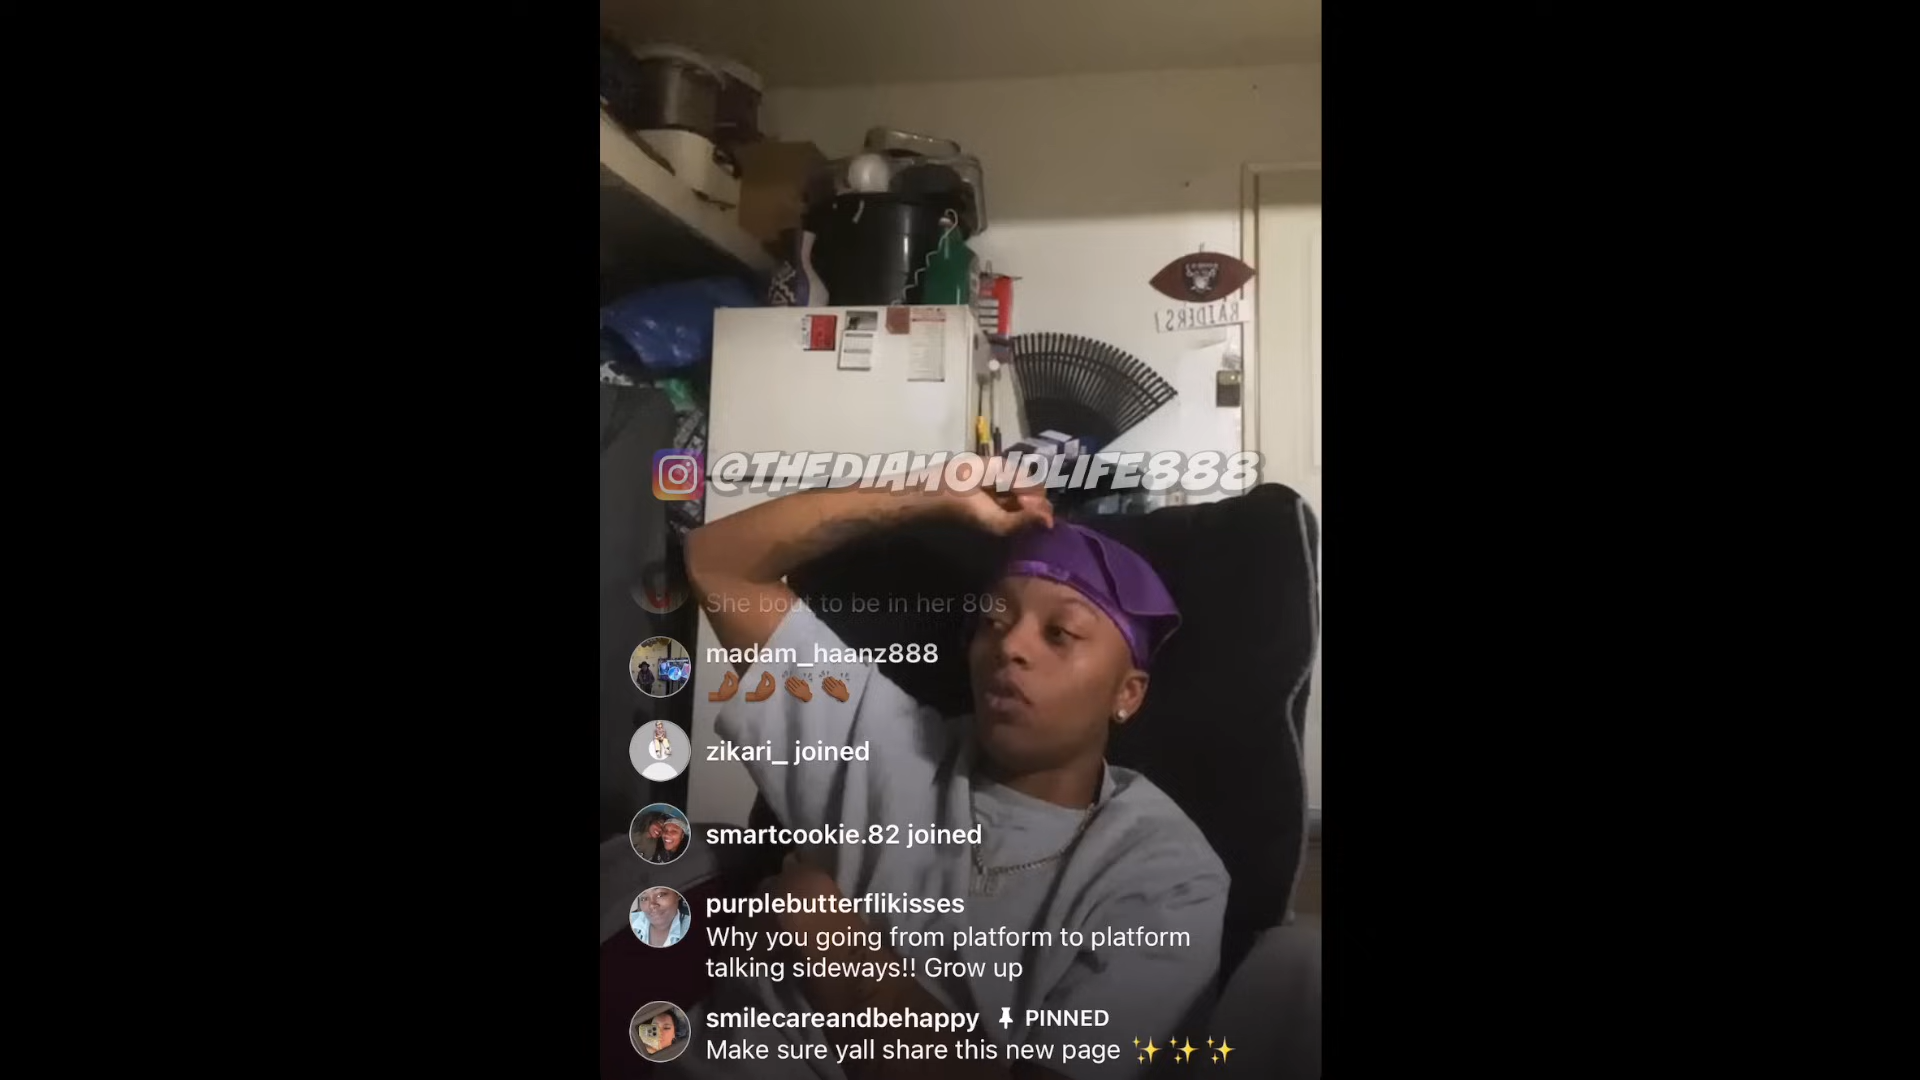 RAIDERS!
@THEDIAMONDLIFE888
She bout to be in her 80s
madam_haanz888
🤌🏾🤌🏾👏🏾👏🏾
zikari_ joined
smartcookie.82 joined
purplebutterflikisses
Why you going from platform to platform
talking sideways!! Grow up
smilecareandbehappy 📌 PINNED
Make sure yall share this new page ✨✨✨